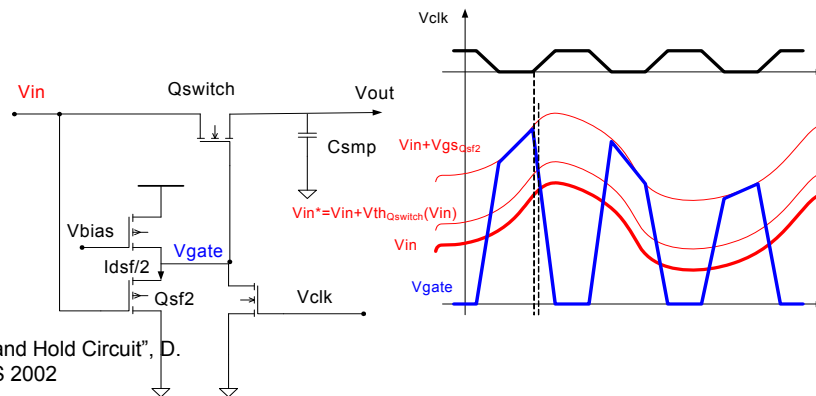 Vclk
Vin
Qswitch
Vout
Csmp
Vbias
Vgate
Idsf/2
Qsf2
Vclk
and Hold Circuit”, D.
S 2002
Vin+VgsQsf2
Vin*=Vin+VthQswitch(Vin)
Vin
Vgate